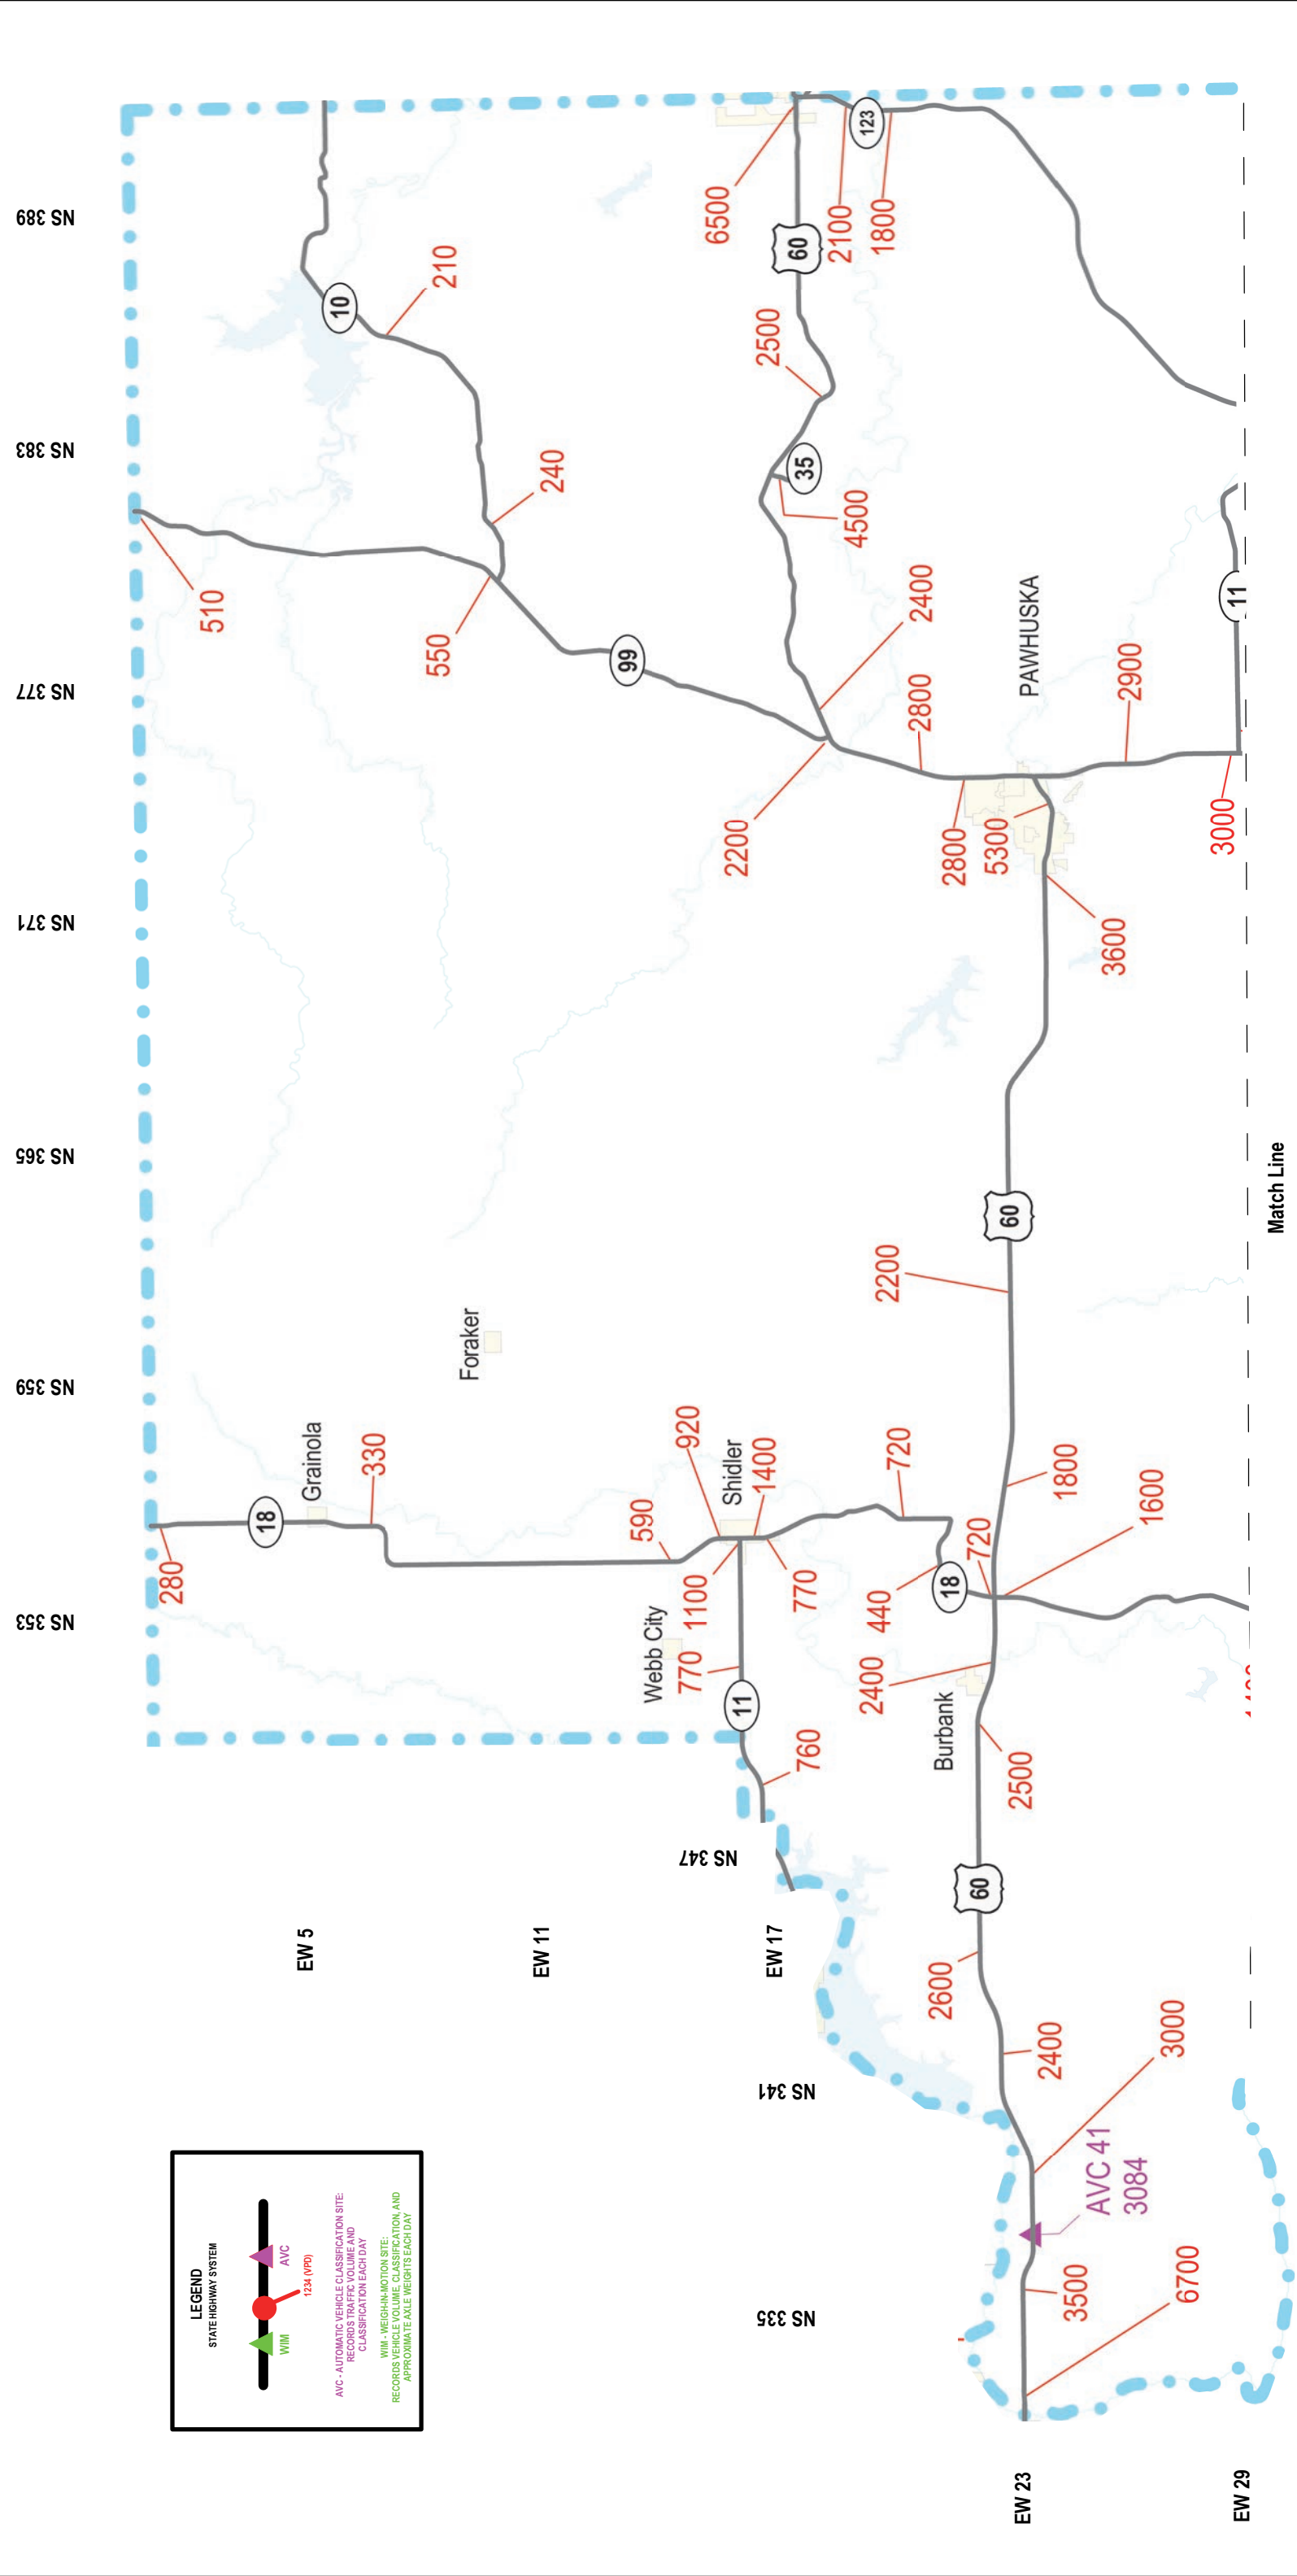 LEGEND
STATE HIGHWAY SYSTEM
WIM
AVC
1234 (VPD)
AVC - AUTOMATIC VEHICLE CLASSIFICATION SITE:
RECORDS TRAFFIC VOLUME AND
CLASSIFICATION EACH DAY
WIM - WEIGH-IN-MOTION SITE:
RECORDS VEHICLE VOLUME, CLASSIFICATION, AND
APPROXIMATE AXLE WEIGHTS EACH DAY
NS 335
NS 341
NS 347
NS 353
NS 359
NS 365
NS 371
NS 377
NS 383
NS 389
EW 5
EW 11
EW 17
EW 23
EW 29
280
18
Grainola
330
Foraker
590
920
Shidler
1400
1100
770
Webb City
770
11
760
720
440
18
720
1800
1600
2400
Burbank
2500
60
2600
2400
3000
AVC 41
3084
3500
6700
2200
60
3600
5300
2800
PAWHUSKA
2800
2900
3000
11
2200
2400
99
550
510
240
210
10
4500
35
2500
60
6500
2100
1800
123
Match Line